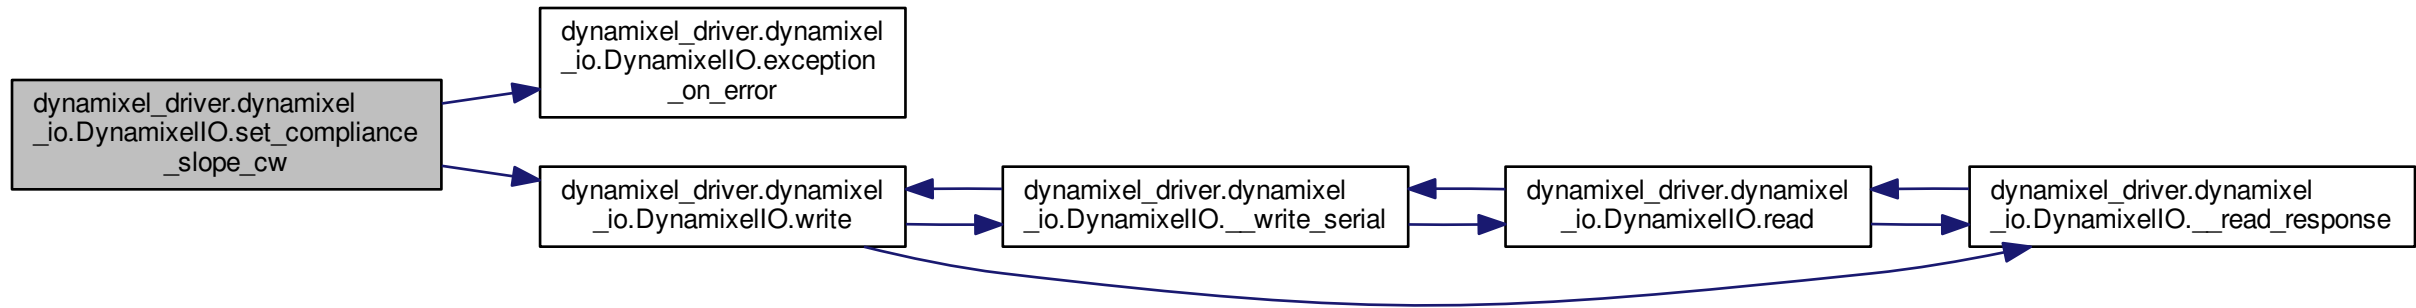 dynamixel_driver.dynamixel
_io.DynamixelIO.set_compliance
_slope_cw
dynamixel_driver.dynamixel
_io.DynamixelIO.exception
_on_error
dynamixel_driver.dynamixel
_io.DynamixelIO.write
dynamixel_driver.dynamixel
_io.DynamixelIO.__write_serial
dynamixel_driver.dynamixel
_io.DynamixelIO.read
dynamixel_driver.dynamixel
_io.DynamixelIO.__read_response